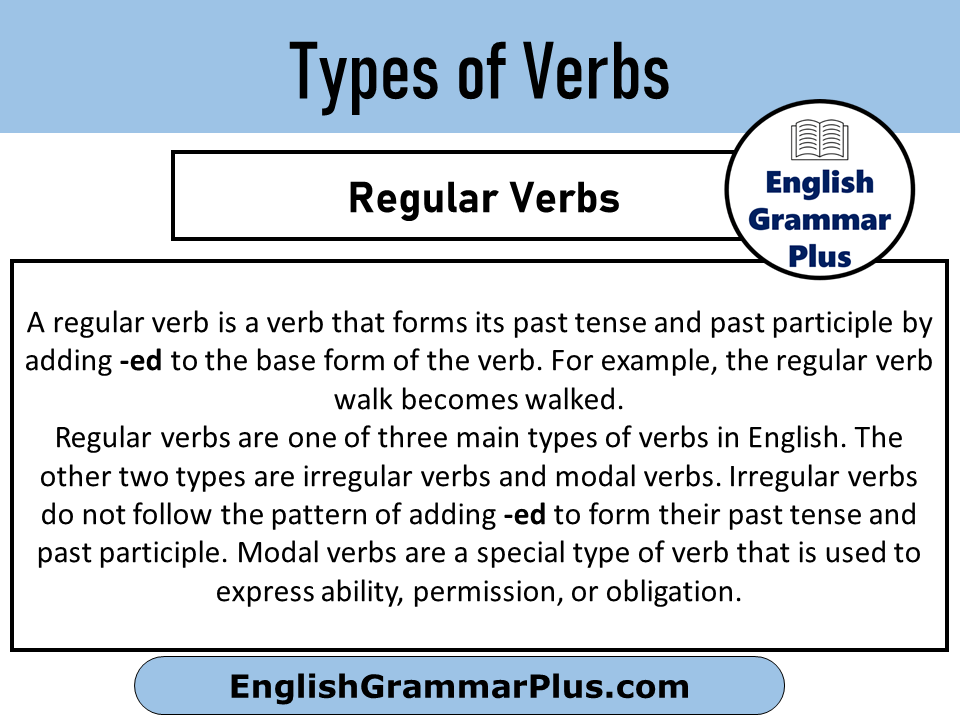 Types of Verbs
Regular Verbs
English
Grammar
Plus
A regular verb is a verb that forms its past tense and past participle by
adding -ed to the base form of the verb. For example, the regular verb
walk becomes walked.
Regular verbs are one of three main types of verbs in English. The
other two types are irregular verbs and modal verbs. Irregular verbs
do not follow the pattern of adding -ed to form their past tense and
past participle. Modal verbs are a special type of verb that is used to
express ability, permission, or obligation.
EnglishGrammarPlus.com